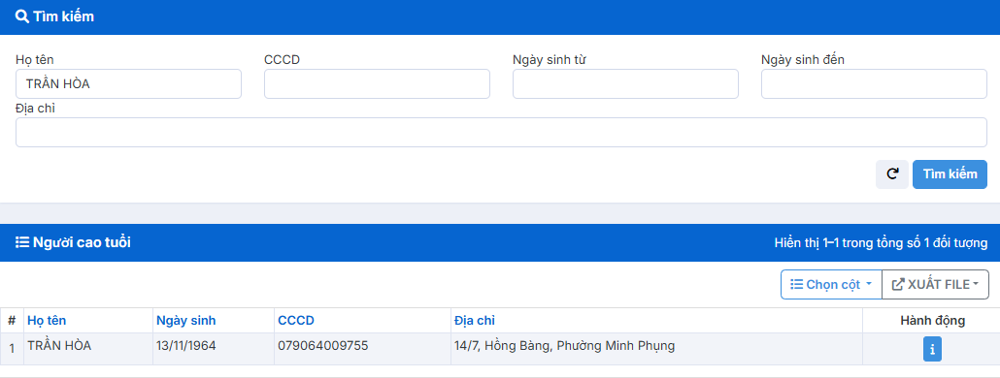 Tìm kiếm
Họ tên CCCD Ngày sinh từ Ngày sinh đến
TRẦN HÒA
Địa chỉ
Tìm kiếm
Người cao tuổi Hiển thị 1–1 trong tổng số 1 đối tượng
Chọn cột XUẤT FILE
# Họ tên Ngày sinh CCCD Địa chỉ Hành động
1 TRẦN HÒA 13/11/1964 079064009755 14/7, Hồng Bàng, Phường Minh Phụng